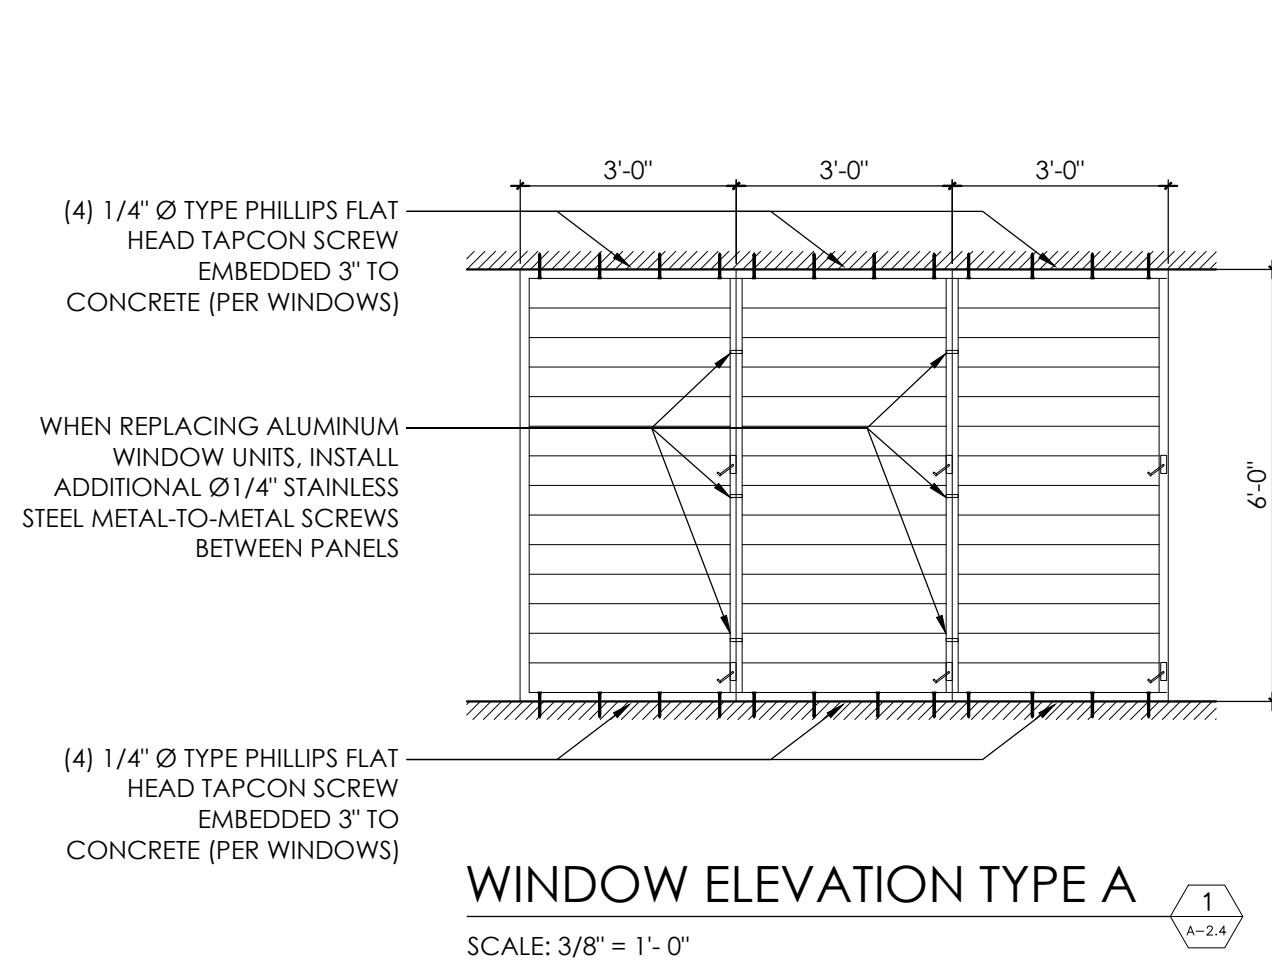 3'-0" 3'-0" 3'-0"
(4) 1/4" Ø TYPE PHILLIPS FLAT
HEAD TAPCON SCREW
EMBEDDED 3" TO
CONCRETE (PER WINDOWS)
WHEN REPLACING ALUMINUM
WINDOW UNITS, INSTALL
ADDITIONAL Ø1/4" STAINLESS
STEEL METAL-TO-METAL SCREWS
BETWEEN PANELS
6'-0"
(4) 1/4" Ø TYPE PHILLIPS FLAT
HEAD TAPCON SCREW
EMBEDDED 3" TO
CONCRETE (PER WINDOWS)
WINDOW ELEVATION TYPE A
1
A-2.4
SCALE: 3/8" = 1'- 0"